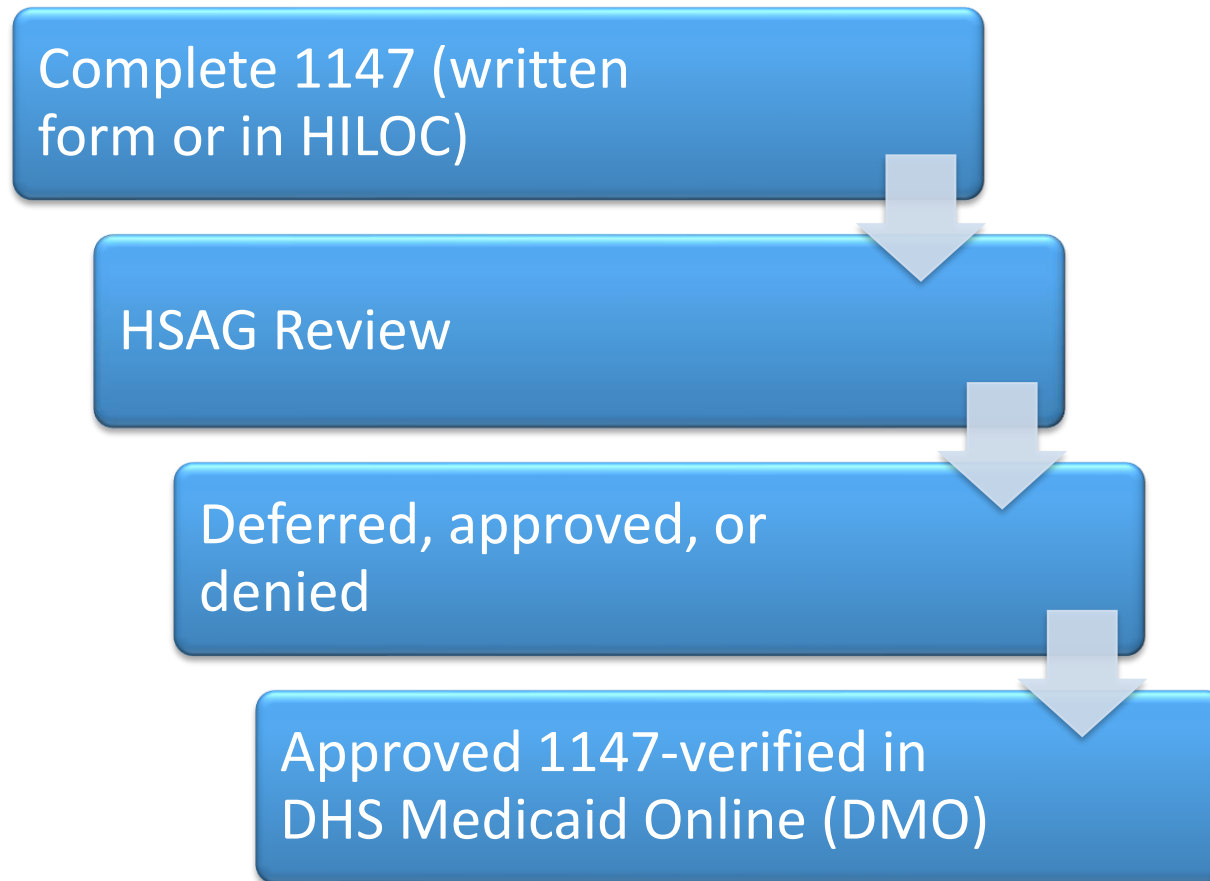 Complete 1147 (written
form or in HILOC)
HSAG Review
Deferred, approved, or
denied
Approved 1147-verified in
DHS Medicaid Online (DMO)